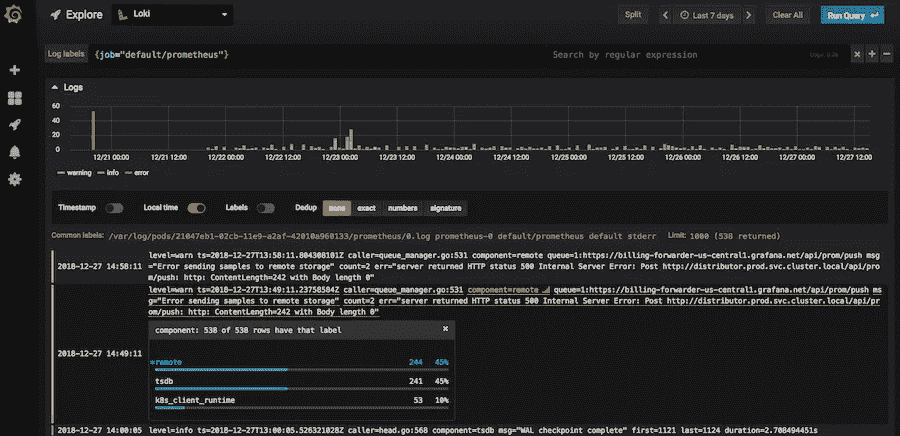 Explore Loki Split Last 7 days Clear All Run Query
Log labels {job="default/prometheus"} Search by regular expression
Logs
60
40
20
0
12/21 00:00 12/21 12:00 12/22 00:00 12/22 12:00 12/23 00:00 12/23 12:00 12/24 00:00 12/24 12:00 12/25 00:00 12/25 12:00 12/26 00:00 12/26 12:00 12/27 00:00 12/27 12:00
warning info error
Timestamp Local time Labels Dedup none exact numbers signature
Common labels: /var/log/pods/21047eb1-02cb-11e9-a2af-42010a960133/prometheus/0.log prometheus-0 default/prometheus default stderr Limit: 1000 (538 returned)
level=warn ts=2018-12-27T13:58:11.804308101Z caller=queue_manager.go:531 component=remote queue=1:https://billing-forwarder-us-central1.grafana.net/api/prom/push msg
2018-12-27 14:58:11 ="Error sending samples to remote storage" count=2 err="server returned HTTP status 500 Internal Server Error: Post http://distributor.prod.svc.cluster.local/api/pr
om/push: http: ContentLength=242 with Body length 0"
level=warn ts=2018-12-27T13:49:11.23758584Z caller=queue_manager.go:531 component=remote queue=1:https://billing-forwarder-us-central1.grafana.net/api/prom/push ms
g="Error sending samples to remote storage" count=2 err="server returned HTTP status 500 Internal Server Error: Post http://distributor.prod.svc.cluster.local/api/p
rom/push: http: ContentLength=242 with Body length 0"
component: 538 of 538 rows have that label
2018-12-27 14:49:11
remote 244 45%
tsdb 241 45%
k8s_client_runtime 53 10%
2018-12-27 14:00:05 level=info ts=2018-12-27T13:00:05.526321028Z caller=head.go:568 component=tsdb msg="WAL checkpoint complete" first=1121 last=1124 duration=2.708494451s